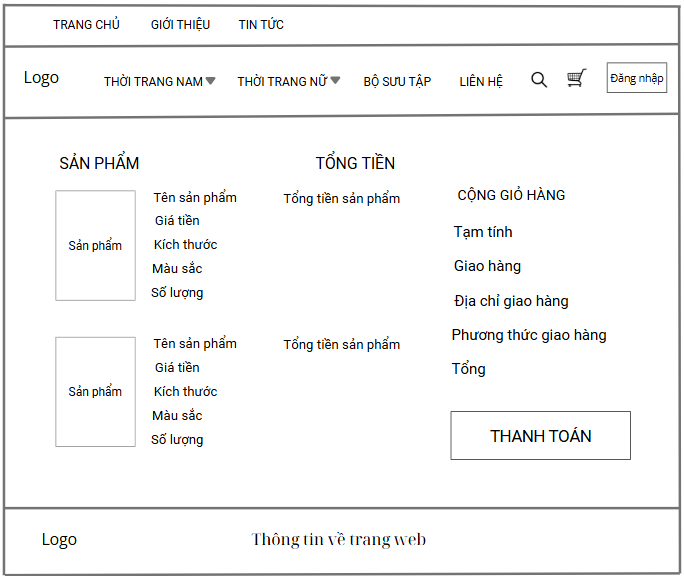 TRANG CHỦ GIỚI THIỆU TIN TỨC
Logo THỜI TRANG NAM THỜI TRANG NỮ BỘ SƯU TẬP LIÊN HỆ Đăng nhập
SẢN PHẨM TỔNG TIỀN
Sản phẩm
Tên sản phẩm
Giá tiền
Kích thước
Màu sắc
Số lượng
Tổng tiền sản phẩm
Sản phẩm
Tên sản phẩm
Giá tiền
Kích thước
Màu sắc
Số lượng
Tổng tiền sản phẩm
CỘNG GIỎ HÀNG
Tạm tính
Giao hàng
Địa chỉ giao hàng
Phương thức giao hàng
Tổng
THANH TOÁN
Logo Thông tin về trang web